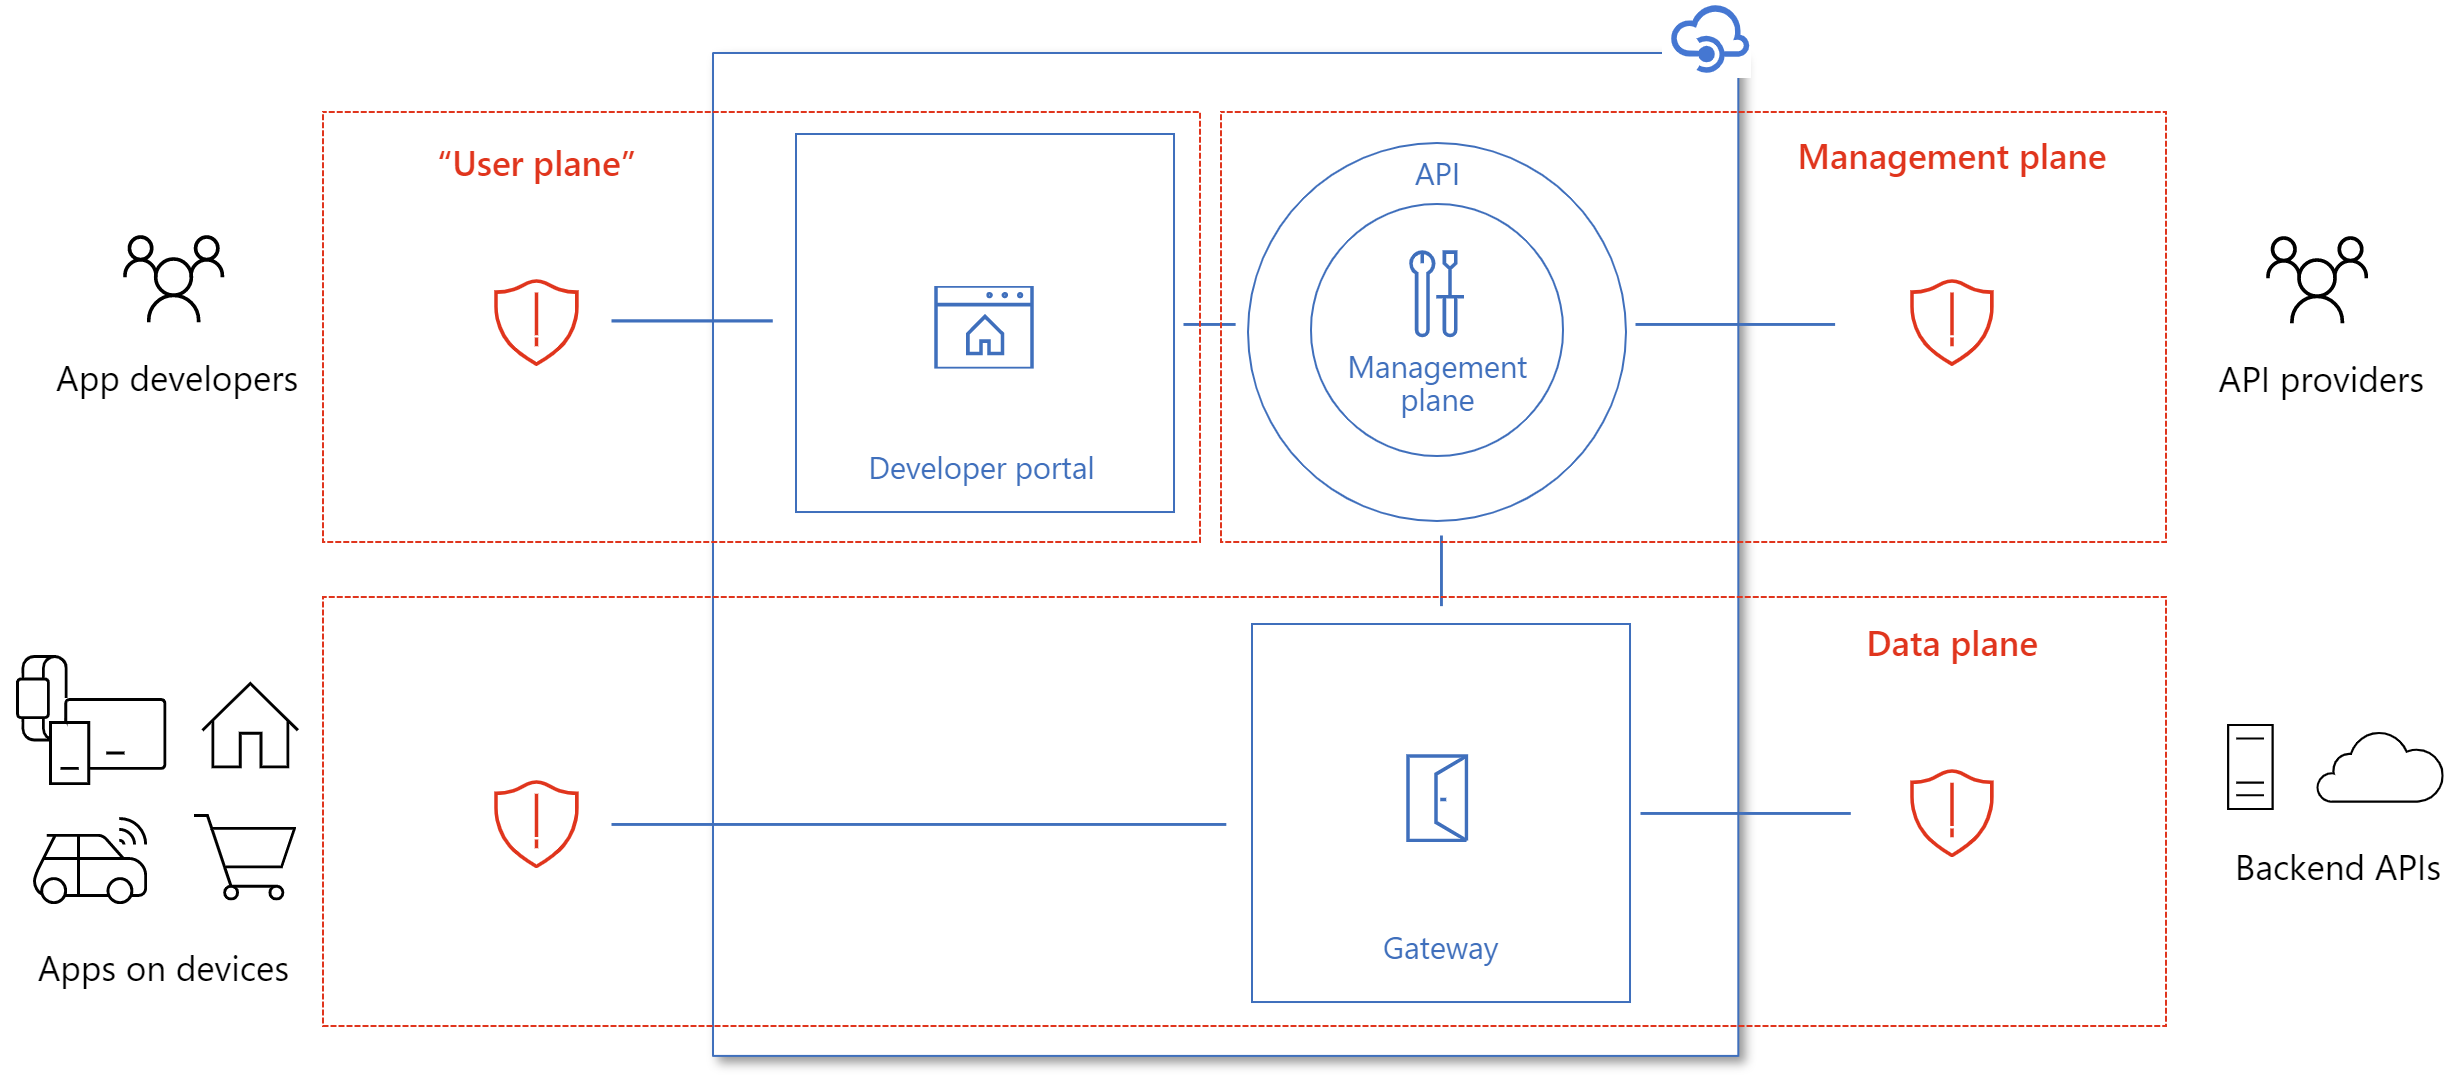 “User plane”
Management plane
API
Management
plane
App developers
API providers
Developer portal
Data plane
Backend APIs
Gateway
Apps on devices